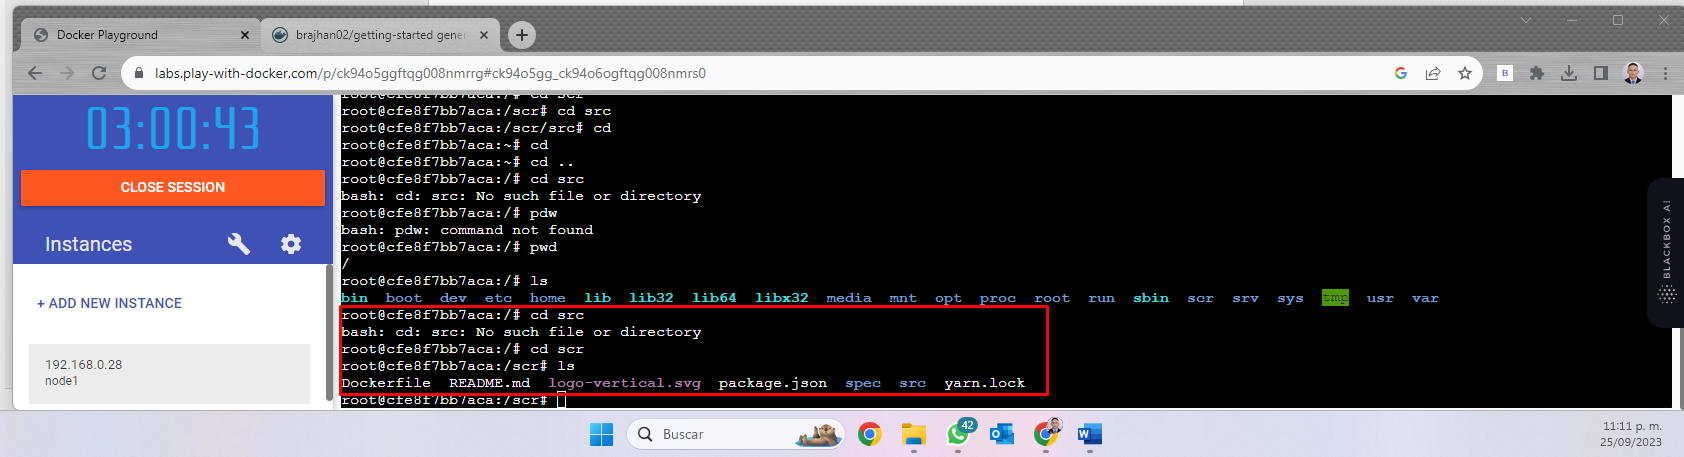 Docker Playground
brajhan02/getting-started gene
labs.play-with-docker.com/p/ck94o5ggftqg008nmrrg#ck94o5gg_ck94o6ogftqg008nmrs0
03:00:43
CLOSE SESSION
Instances
+ ADD NEW INSTANCE
192.168.0.28
node1
root@cfe8f7bb7aca:/# cd scr
root@cfe8f7bb7aca:/scr# cd src
root@cfe8f7bb7aca:/scr/src# cd
root@cfe8f7bb7aca:~# cd
root@cfe8f7bb7aca:~# cd ..
root@cfe8f7bb7aca:/# cd src
bash: cd: src: No such file or directory
root@cfe8f7bb7aca:/# pdw
bash: pdw: command not found
root@cfe8f7bb7aca:/# pwd
/
root@cfe8f7bb7aca:/# ls
bin boot dev etc home lib lib32 lib64 libx32 media mnt opt proc root run sbin scr srv sys tmp usr var
root@cfe8f7bb7aca:/# cd src
bash: cd: src: No such file or directory
root@cfe8f7bb7aca:/# cd scr
root@cfe8f7bb7aca:/scr# ls
Dockerfile README.md logo-vertical.svg package.json spec src yarn.lock
root@cfe8f7bb7aca:/scr#
BLACKBOX AI
Buscar
42
11:11 p. m.
25/09/2023